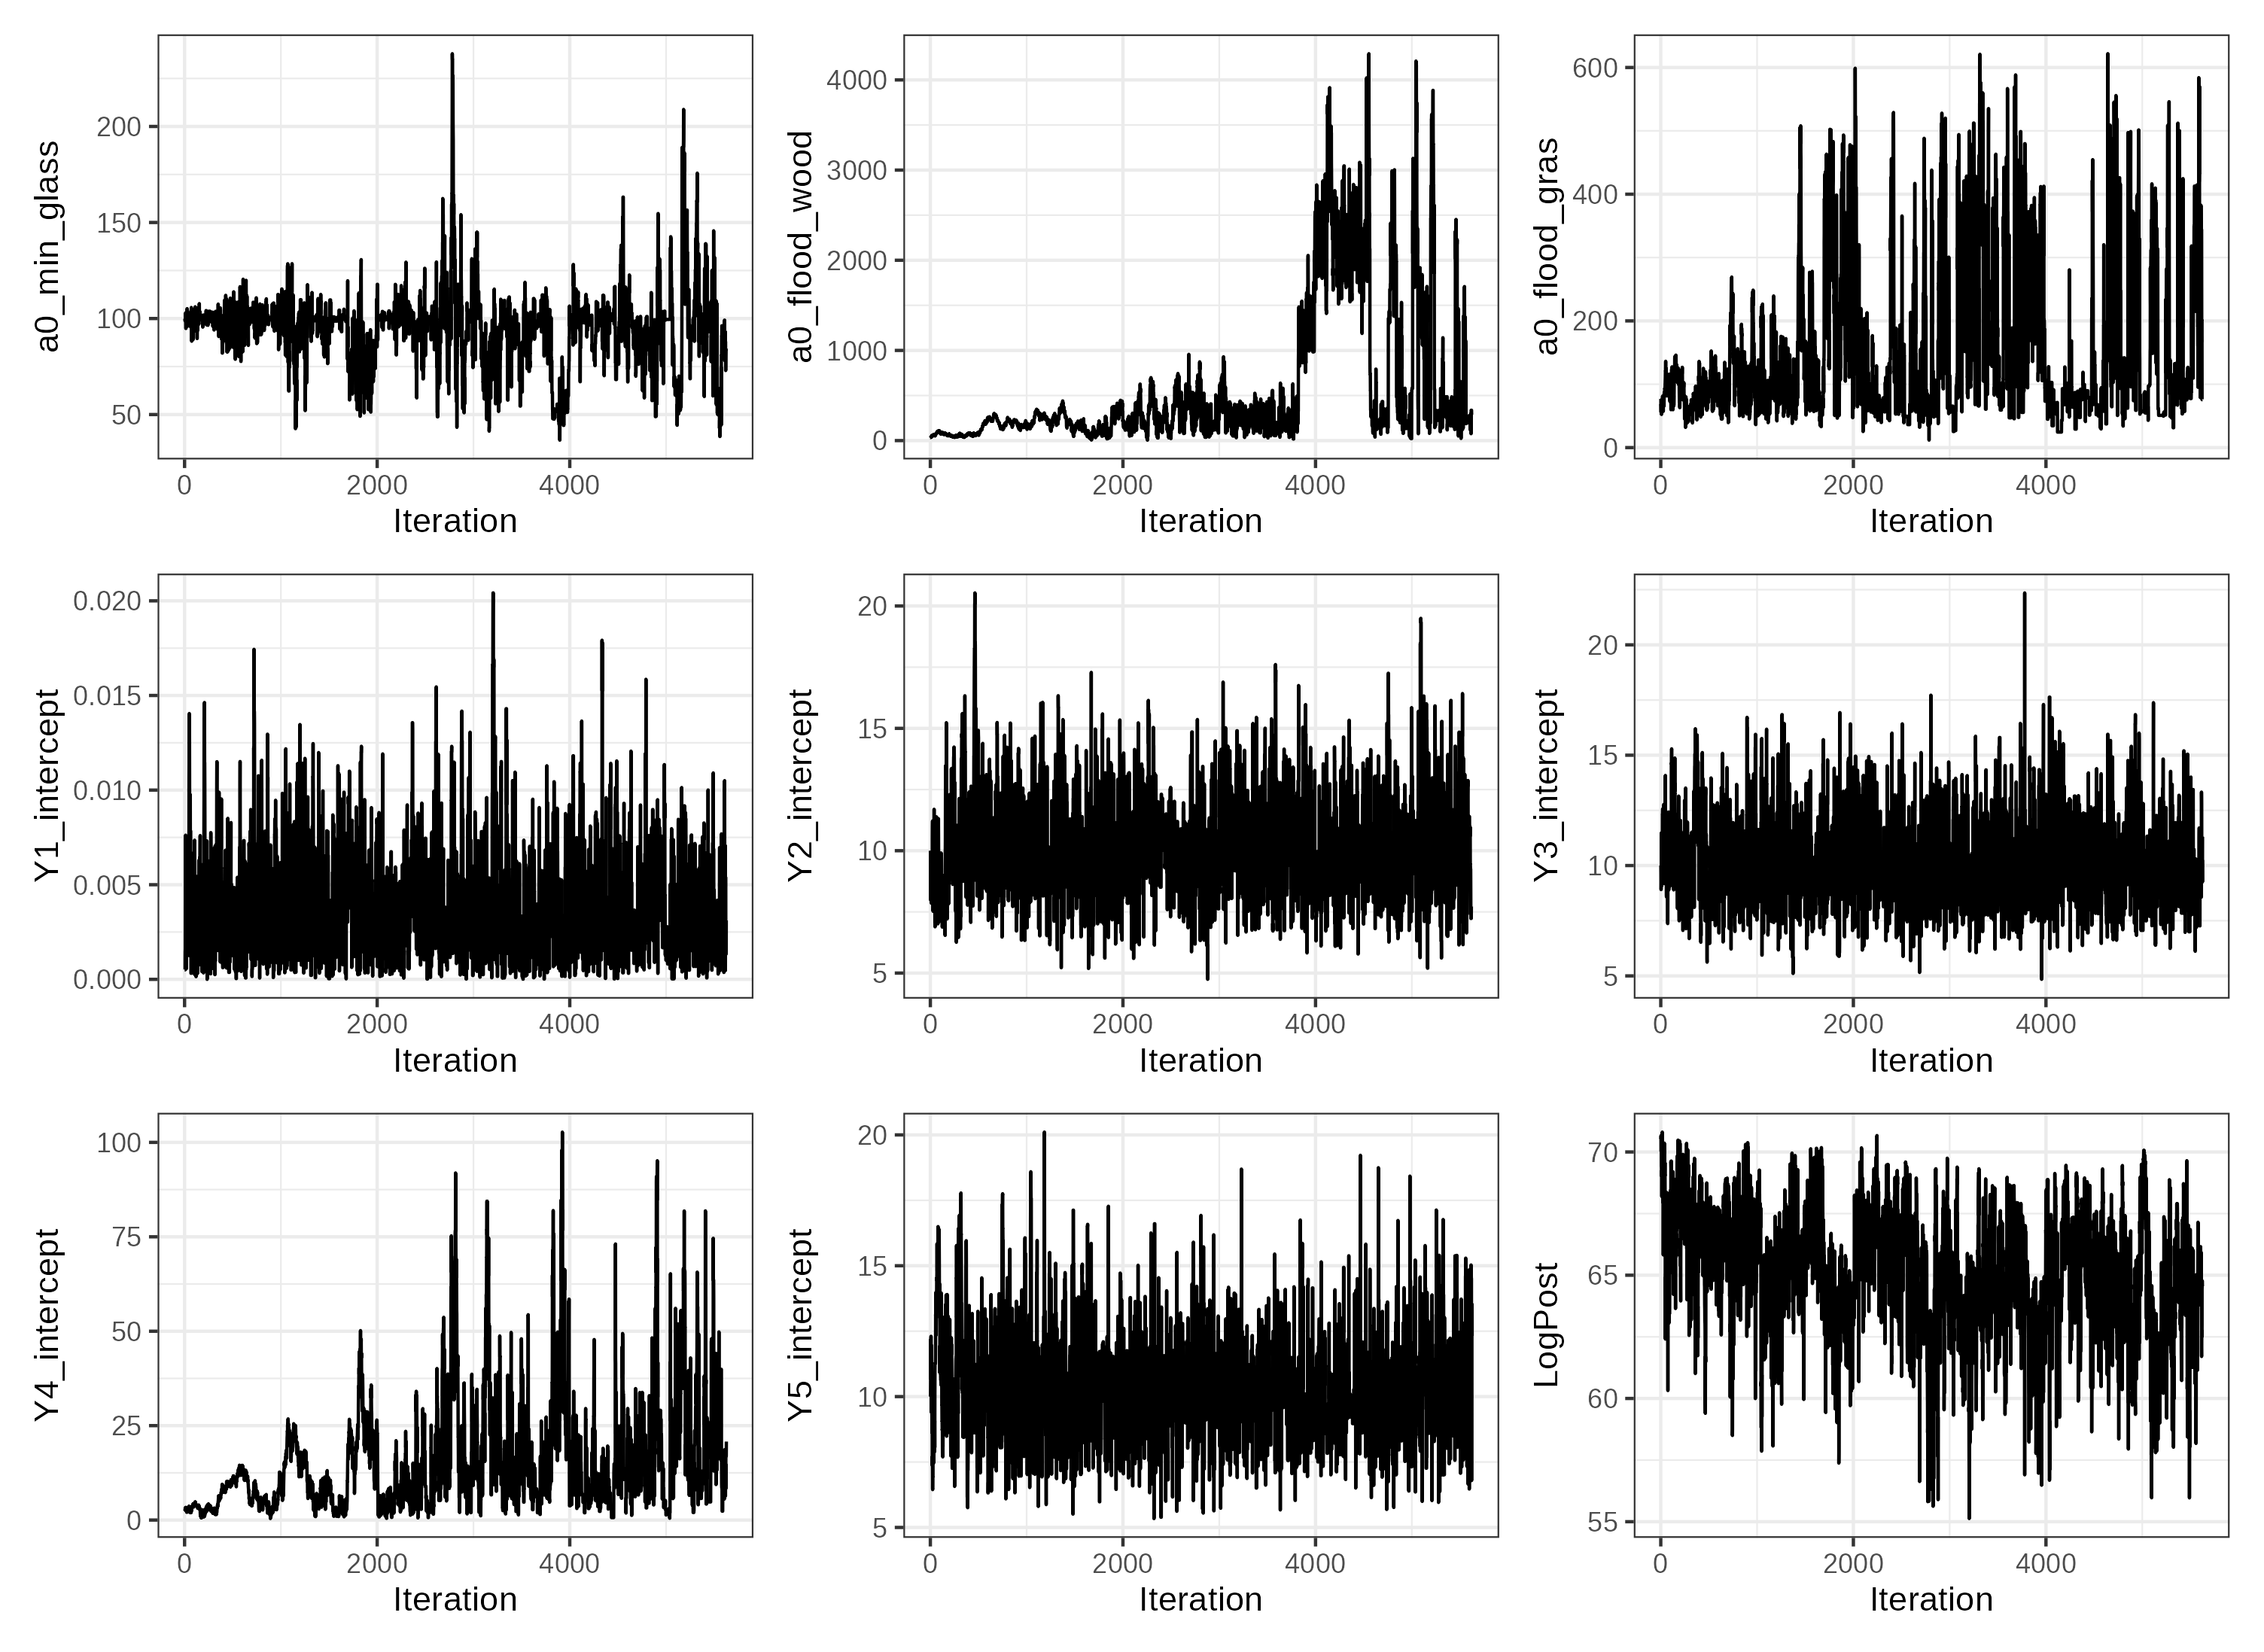 a0_min_glass
200
150
100
50
0 2000 4000
Iteration
a0_flood_wood
4000
3000
2000
1000
0
0 2000 4000
Iteration
a0_flood_gras
600
400
200
0
0 2000 4000
Iteration
Y1_intercept
0.020
0.015
0.010
0.005
0.000
0 2000 4000
Iteration
Y2_intercept
20
15
10
5
0 2000 4000
Iteration
Y3_intercept
20
15
10
5
0 2000 4000
Iteration
Y4_intercept
100
75
50
25
0
0 2000 4000
Iteration
Y5_intercept
20
15
10
5
0 2000 4000
Iteration
LogPost
70
65
60
55
0 2000 4000
Iteration